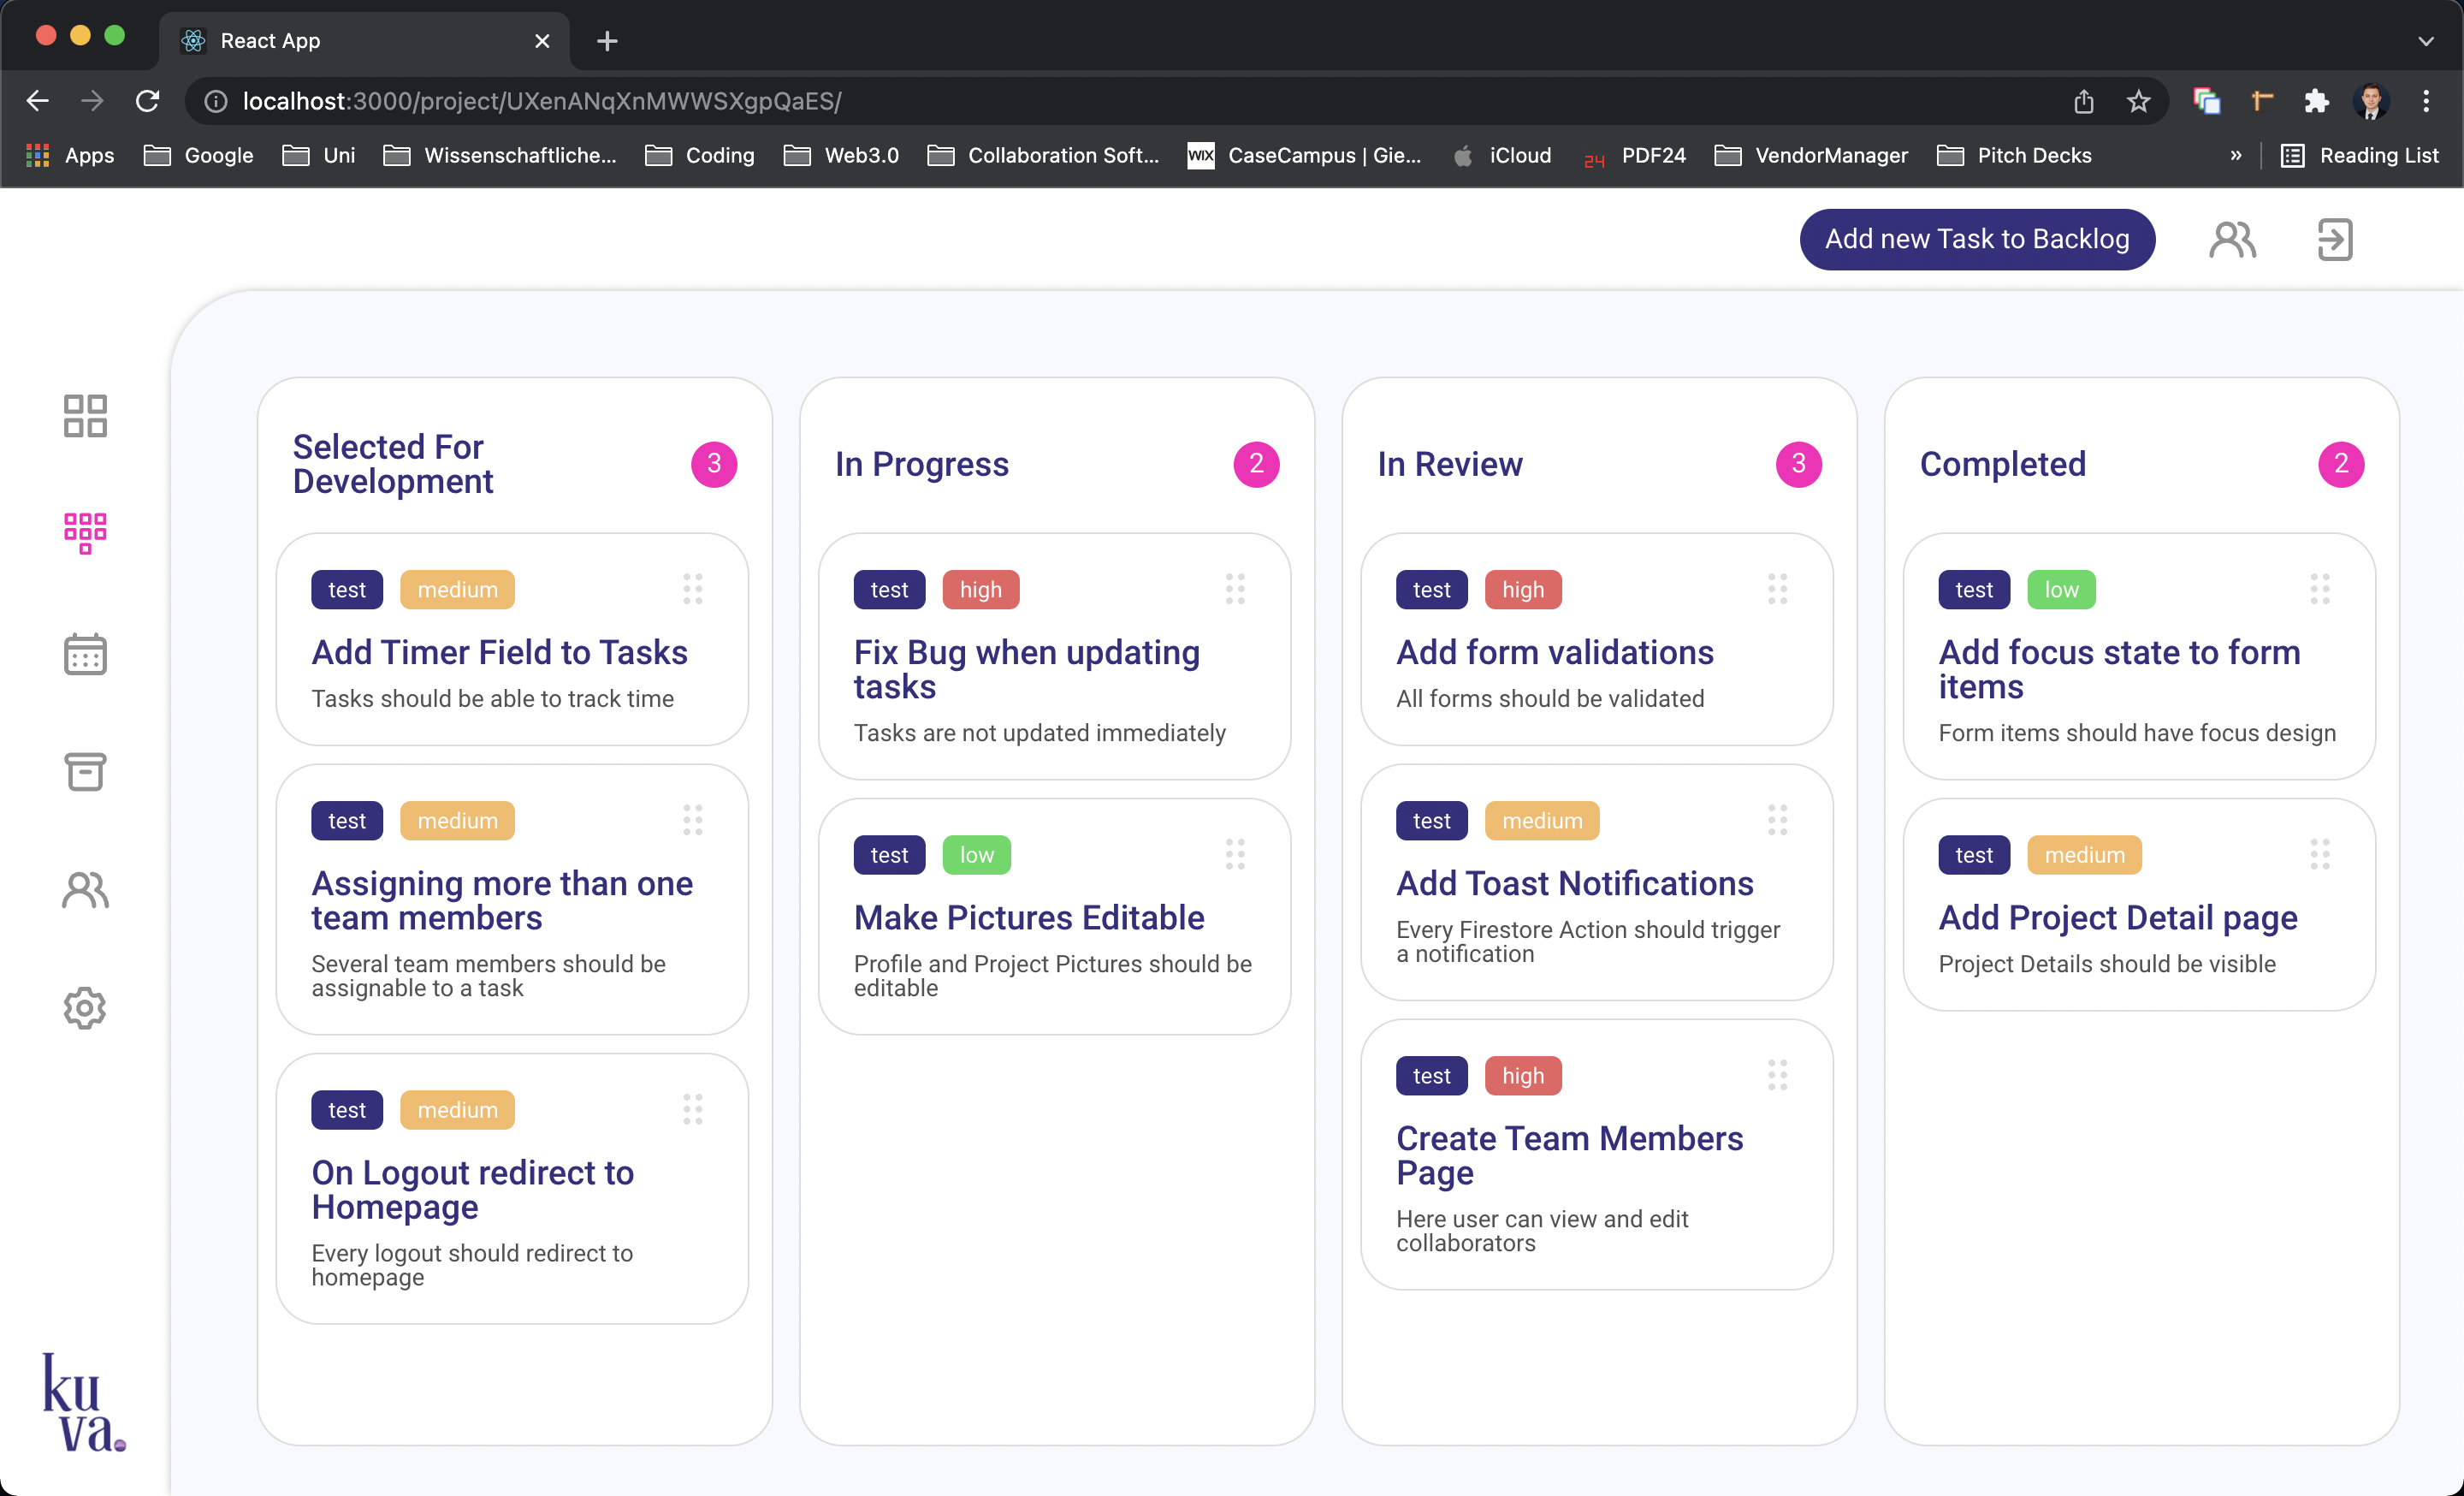 React App
localhost:3000/project/UXenANqXnMWWSXgpQaES/
Apps Google Uni Wissenschaftliche... Coding Web3.0 Collaboration Soft... WIX CaseCampus | Gie... iCloud 24 PDF24 VendorManager Pitch Decks » Reading List
Add new Task to Backlog
Selected For
Development
3
test medium
Add Timer Field to Tasks
Tasks should be able to track time
test medium
Assigning more than one
team members
Several team members should be
assignable to a task
test medium
On Logout redirect to
Homepage
Every logout should redirect to
homepage
In Progress
2
test high
Fix Bug when updating
tasks
Tasks are not updated immediately
test low
Make Pictures Editable
Profile and Project Pictures should be
editable
In Review
3
test high
Add form validations
All forms should be validated
test medium
Add Toast Notifications
Every Firestore Action should trigger
a notification
test high
Create Team Members
Page
Here user can view and edit
collaborators
Completed
2
test low
Add focus state to form
items
Form items should have focus design
test medium
Add Project Detail page
Project Details should be visible
ku
va.